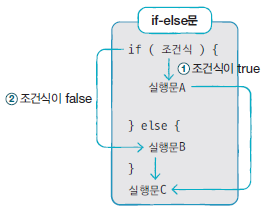 if-else문
if ( 조건식 ) {
① 조건식이 true
실행문A
② 조건식이 false
} else {
실행문B
}
실행문C